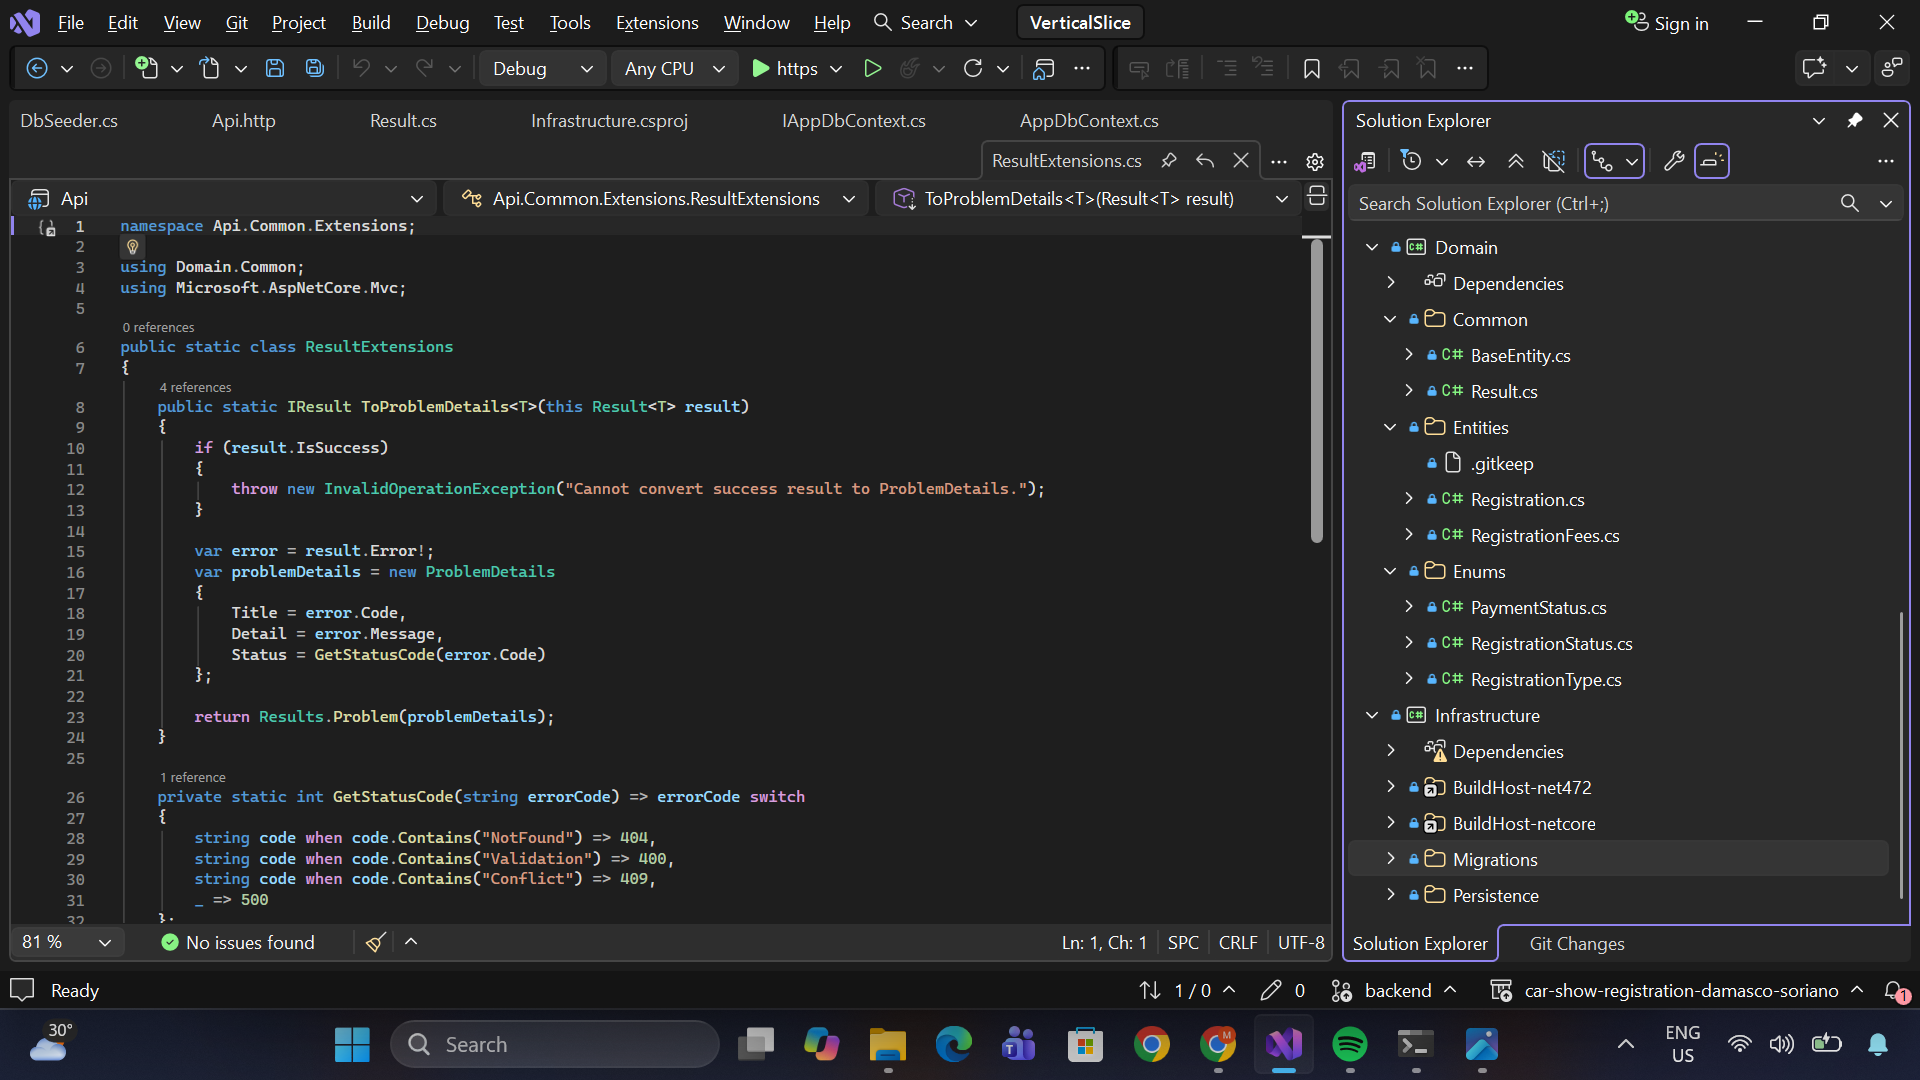 File Edit View Git Project Build Debug Test Tools Extensions Window Help Search VerticalSlice Sign in
Debug Any CPU https
DbSeeder.cs Api.http Result.cs Infrastructure.csproj IAppDbContext.cs AppDbContext.cs
ResultExtensions.cs
Api Api.Common.Extensions.ResultExtensions ToProblemDetails<T>(Result<T> result)
1 namespace Api.Common.Extensions;
2
3 using Domain.Common;
4 using Microsoft.AspNetCore.Mvc;
5
0 references
6 public static class ResultExtensions
7 {
4 references
8 public static IResult ToProblemDetails<T>(this Result<T> result)
9 {
10 if (result.IsSuccess)
11 {
12 throw new InvalidOperationException("Cannot convert success result to ProblemDetails.");
13 }
14
15 var error = result.Error!;
16 var problemDetails = new ProblemDetails
17 {
18 Title = error.Code,
19 Detail = error.Message,
20 Status = GetStatusCode(error.Code)
21 };
22
23 return Results.Problem(problemDetails);
24 }
25
1 reference
26 private static int GetStatusCode(string errorCode) => errorCode switch
27 {
28 string code when code.Contains("NotFound") => 404,
29 string code when code.Contains("Validation") => 400,
30 string code when code.Contains("Conflict") => 409,
31 _ => 500
32 };
81 % No issues found Ln: 1, Ch: 1 SPC CRLF UTF-8
Solution Explorer
Search Solution Explorer (Ctrl+;)
C# Domain
Dependencies
Common
C# BaseEntity.cs
C# Result.cs
Entities
.gitkeep
C# Registration.cs
C# RegistrationFees.cs
Enums
C# PaymentStatus.cs
C# RegistrationStatus.cs
C# RegistrationType.cs
C# Infrastructure
Dependencies
BuildHost-net472
BuildHost-netcore
Migrations
Persistence
Solution Explorer Git Changes
Ready 1 / 0 0 backend car-show-registration-damasco-soriano 1
30° Search M T ENG
US